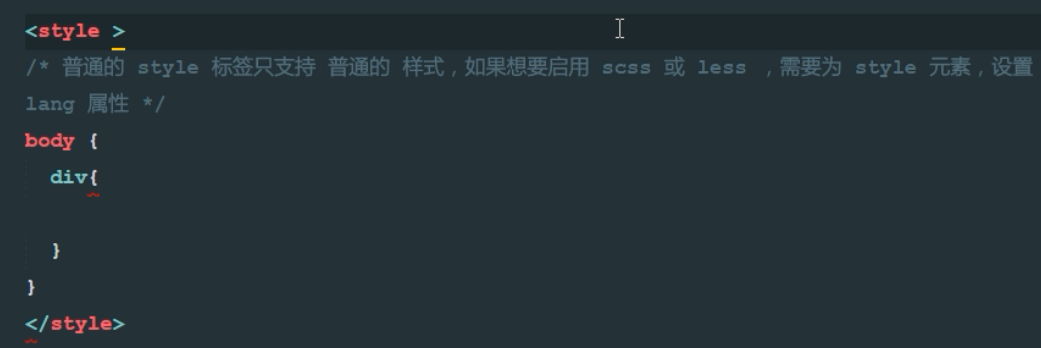 <style >
/* 普通的 style 标签只支持 普通的 样式，如果想要启用 scss 或 less ，需要为 style 元素，设置
lang 属性 */
body {
div{
}
}
</style>